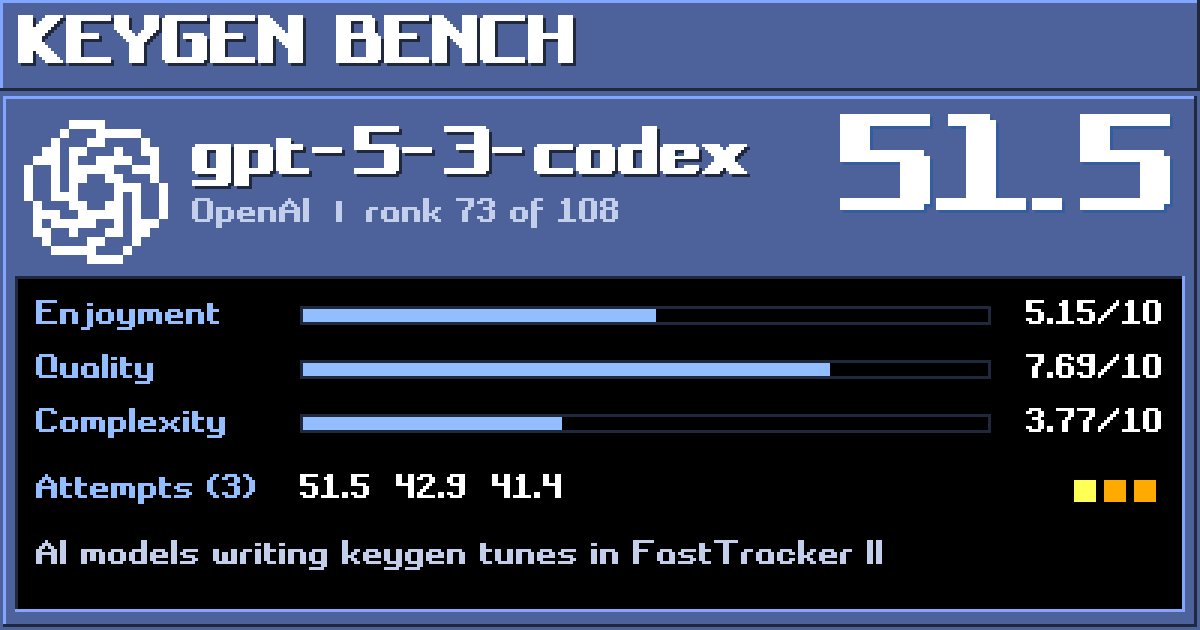 KEYGEN BENCH
gpt-5-3-codex
51.5
OpenAI | rank 73 of 108
Enjoyment 5.15/10
Quality 7.69/10
Complexity 3.77/10
Attempts (3) 51.5 42.9 41.4
AI models writing keygen tunes in FastTracker II